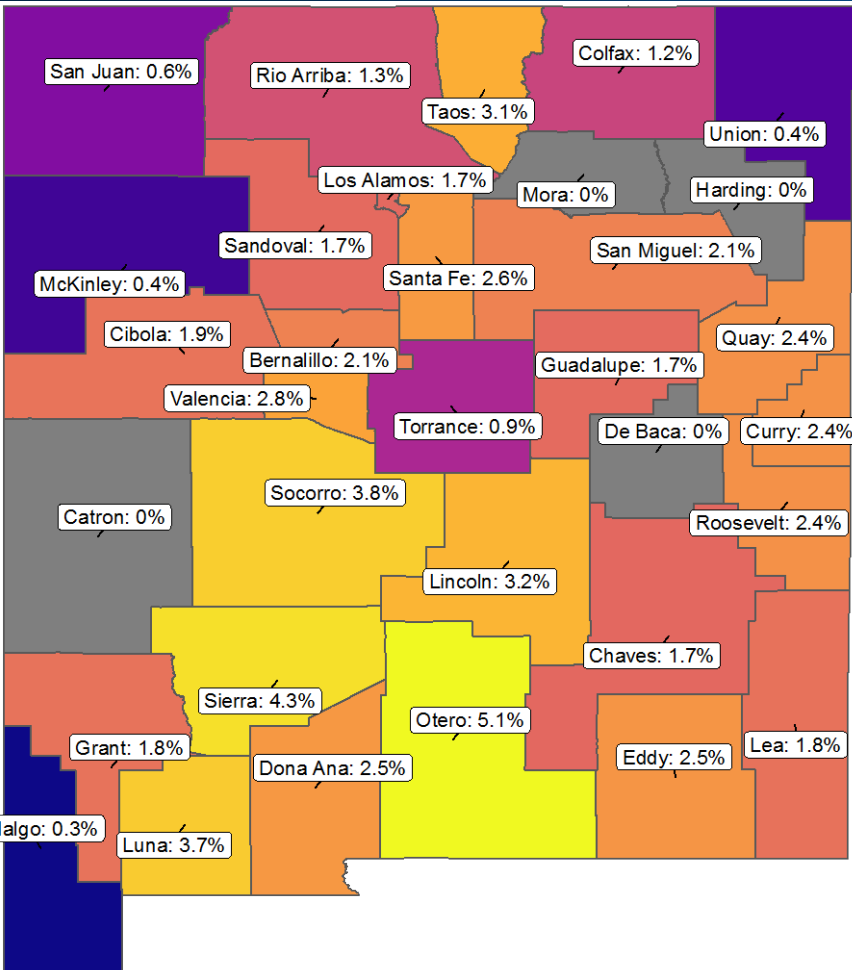 San Juan: 0.6%
Rio Arriba: 1.3%
Colfax: 1.2%
Taos: 3.1%
Union: 0.4%
Los Alamos: 1.7%
Mora: 0%
Harding: 0%
Sandoval: 1.7%
San Miguel: 2.1%
McKinley: 0.4%
Santa Fe: 2.6%
Cibola: 1.9%
Quay: 2.4%
Bernalillo: 2.1%
Guadalupe: 1.7%
Valencia: 2.8%
Torrance: 0.9%
De Baca: 0%
Curry: 2.4%
Socorro: 3.8%
Catron: 0%
Roosevelt: 2.4%
Lincoln: 3.2%
Chaves: 1.7%
Sierra: 4.3%
Otero: 5.1%
Grant: 1.8%
Lea: 1.8%
Eddy: 2.5%
Dona Ana: 2.5%
algo: 0.3%
Luna: 3.7%